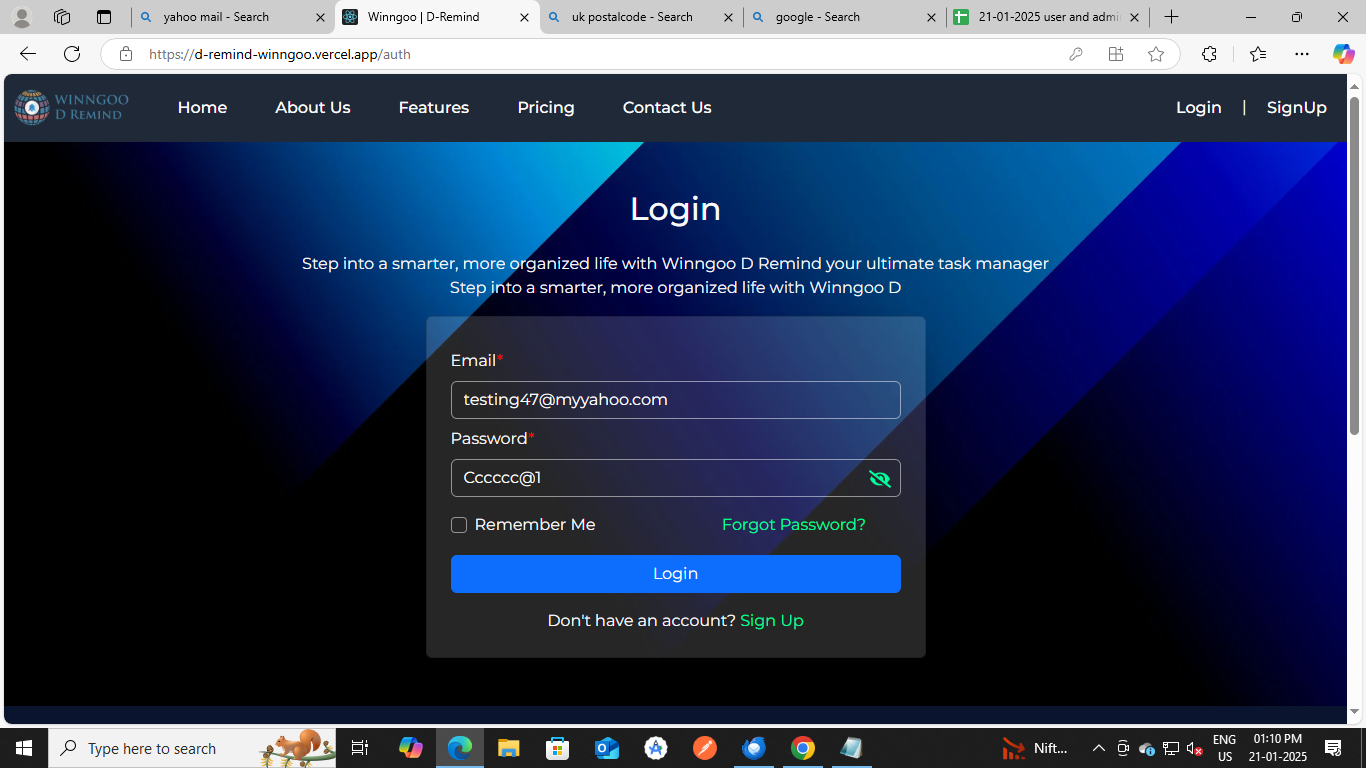 yahoo mail - Search
Winngoo | D-Remind
uk postalcode - Search
google - Search
21-01-2025 user and admi
https://d-remind-winngoo.vercel.app/auth
WINNGOO
D REMIND
Home
About Us
Features
Pricing
Contact Us
Login
|
SignUp
Login
Step into a smarter, more organized life with Winngoo D Remind your ultimate task manager
Step into a smarter, more organized life with Winngoo D
Email*
testing47@myyahoo.com
Password*
Cccccc@1
Remember Me
Forgot Password?
Login
Don't have an account? Sign Up
Type here to search
Nift...
ENG
US
01:10 PM
21-01-2025